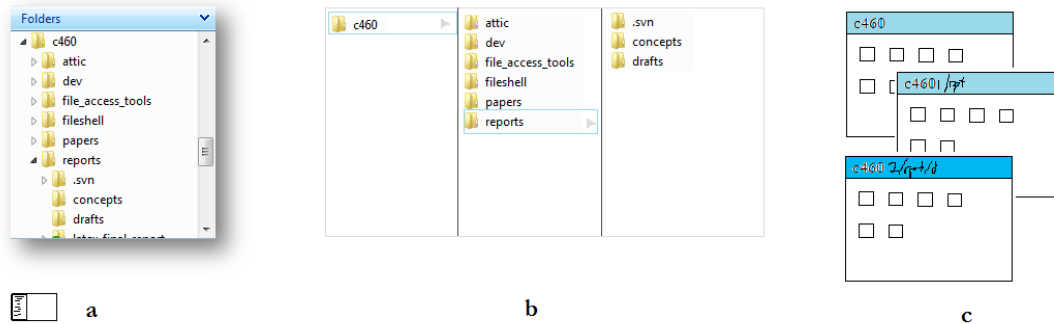 Folders
c460
attic
dev
file_access_tools
fileshell
papers
reports
.svn
concepts
drafts
latex_final_report
a
c460
attic
dev
file_access_tools
fileshell
papers
reports
.svn
concepts
drafts
b
c460
c460
c460
c